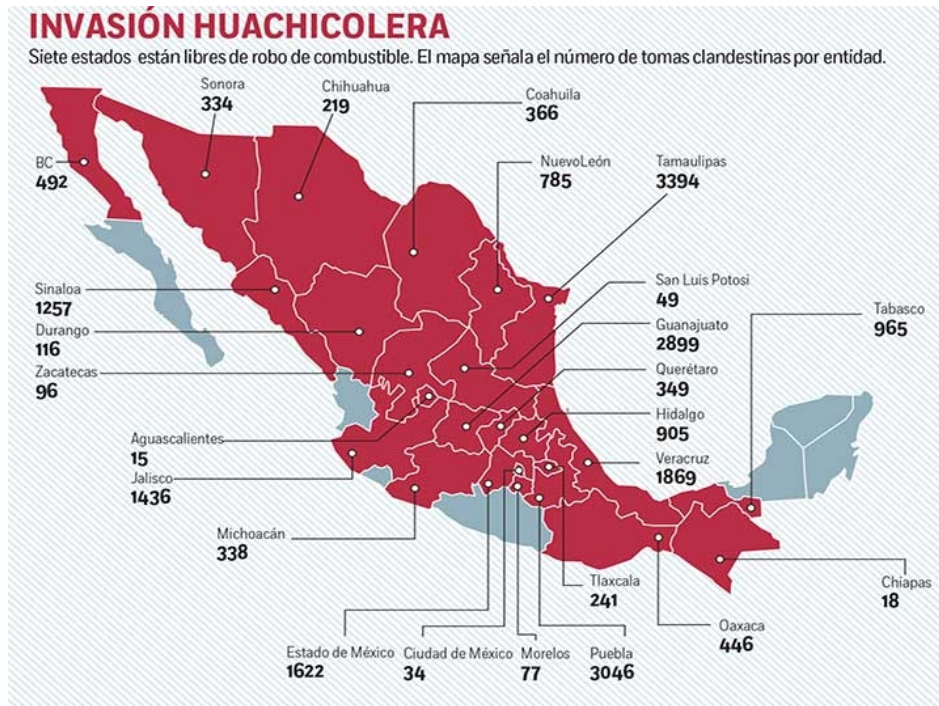 INVASIÓN HUACHICOLERA
Siete estados están libres de robo de combustible. El mapa señala el número de tomas clandestinas por entidad.
Sonora
334
Chihuahua
219
Coahuila
366
BC
492
NuevoLeón
785
Tamaulipas
3394
Sinaloa
1257
San Luis Potosi
49
Tabasco
965
Durango
116
Guanajuato
2899
Zacatecas
96
Querétaro
349
Hidalgo
905
Aguascalientes
15
Veracruz
1869
Jalisco
1436
Michoacán
338
Tlaxcala
241
Chiapas
18
Oaxaca
446
Estado de México
1622
Ciudad de México
34
Morelos
77
Puebla
3046